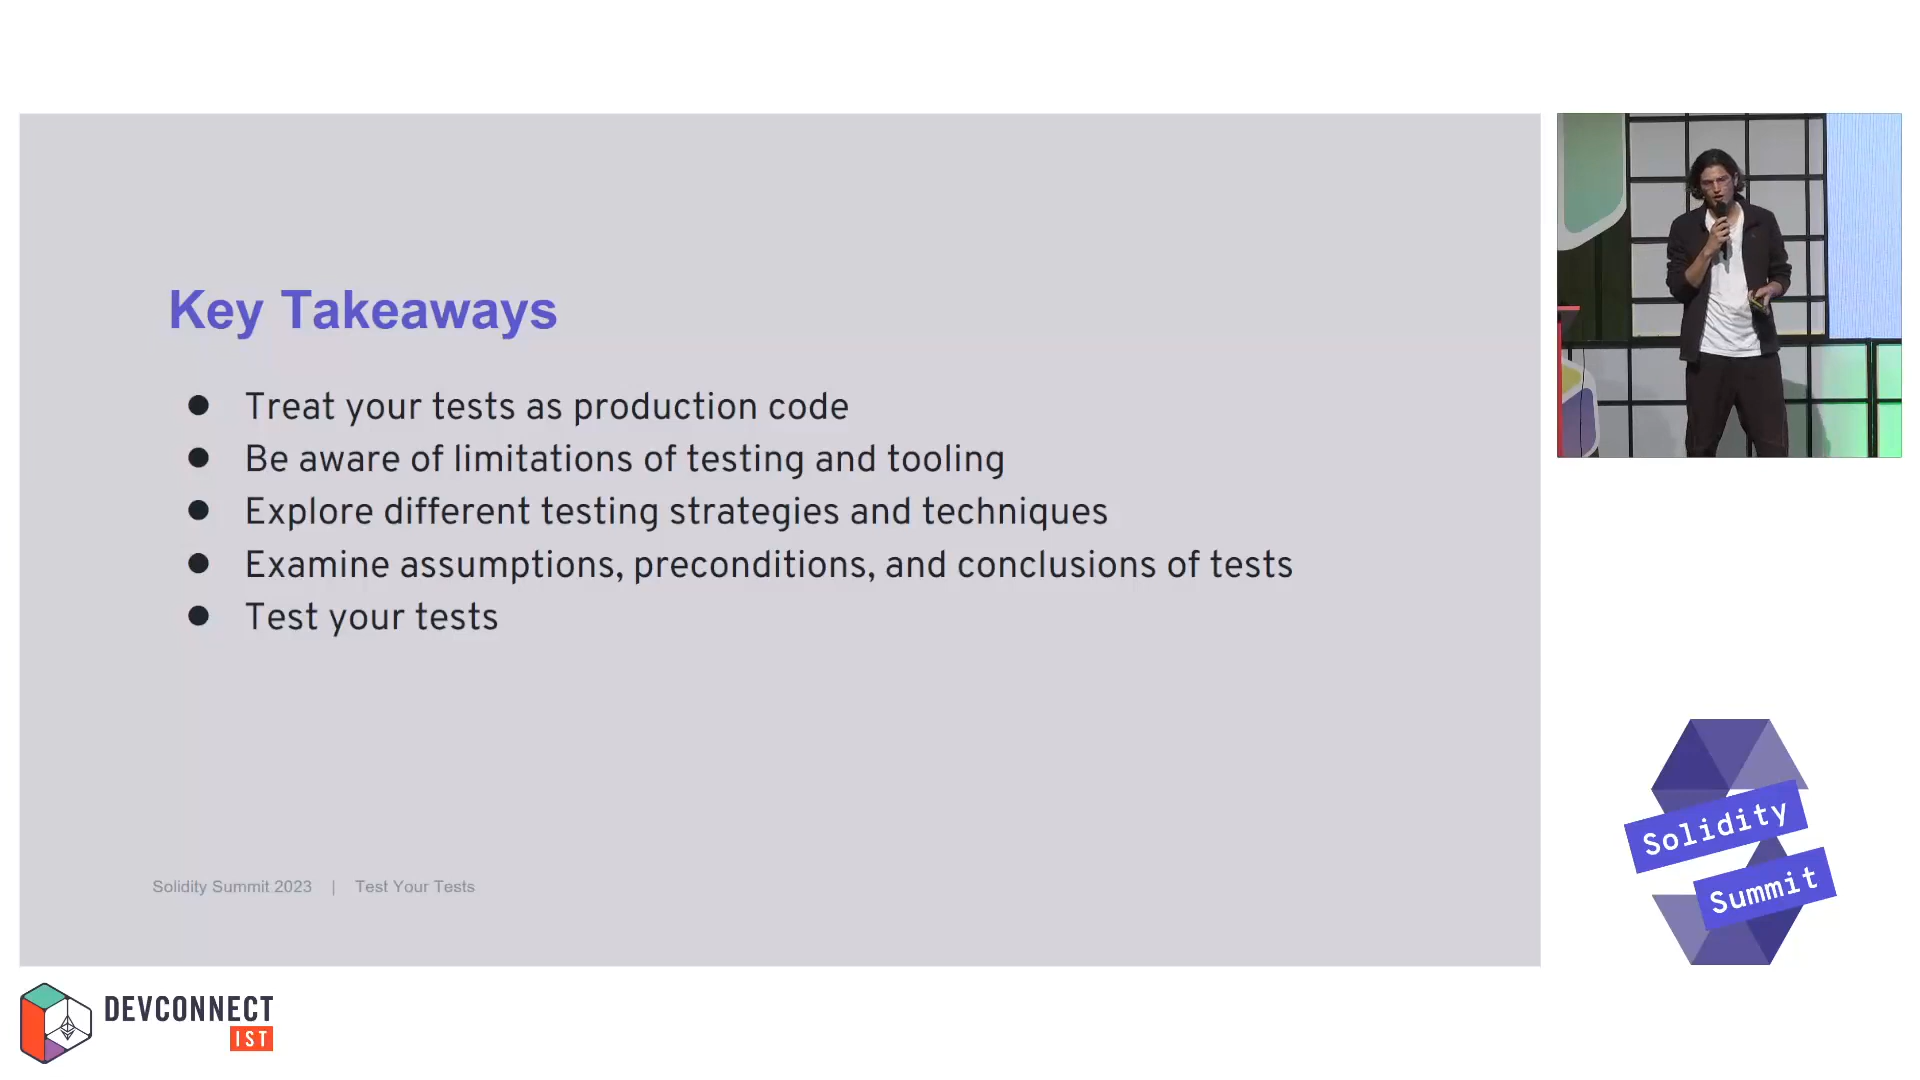 Key Takeaways
● Treat your tests as production code
● Be aware of limitations of testing and tooling
● Explore different testing strategies and techniques
● Examine assumptions, preconditions, and conclusions of tests
● Test your tests
Solidity Summit 2023 | Test Your Tests
Solidity
Summit
DEVCONNECT
IST